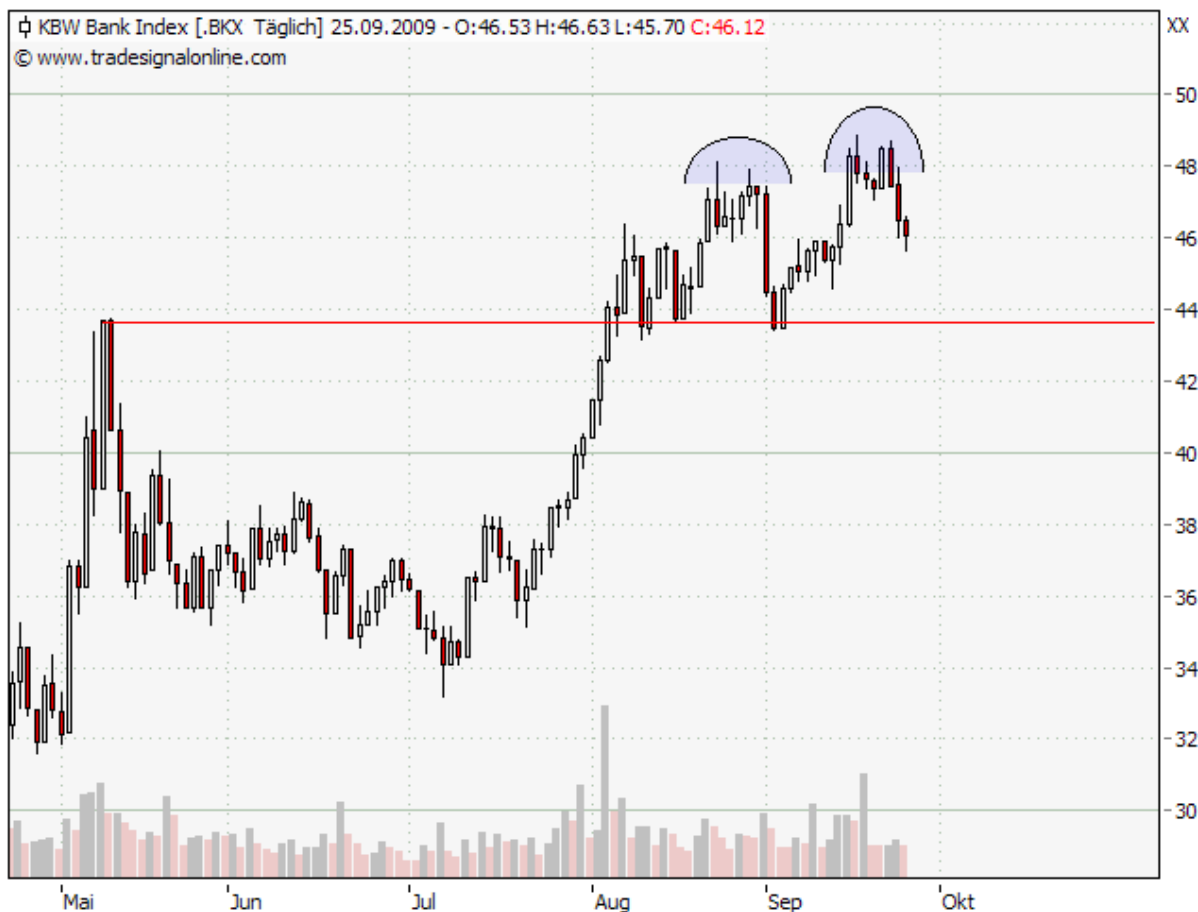 KBW Bank Index [.BKX Täglich] 25.09.2009 - O:46.53 H:46.63 L:45.70 C:46.12
© www.tradesignalonline.com
XX
50
48
46
44
42
40
38
36
34
32
30
Mai Jun Jul Aug Sep Okt